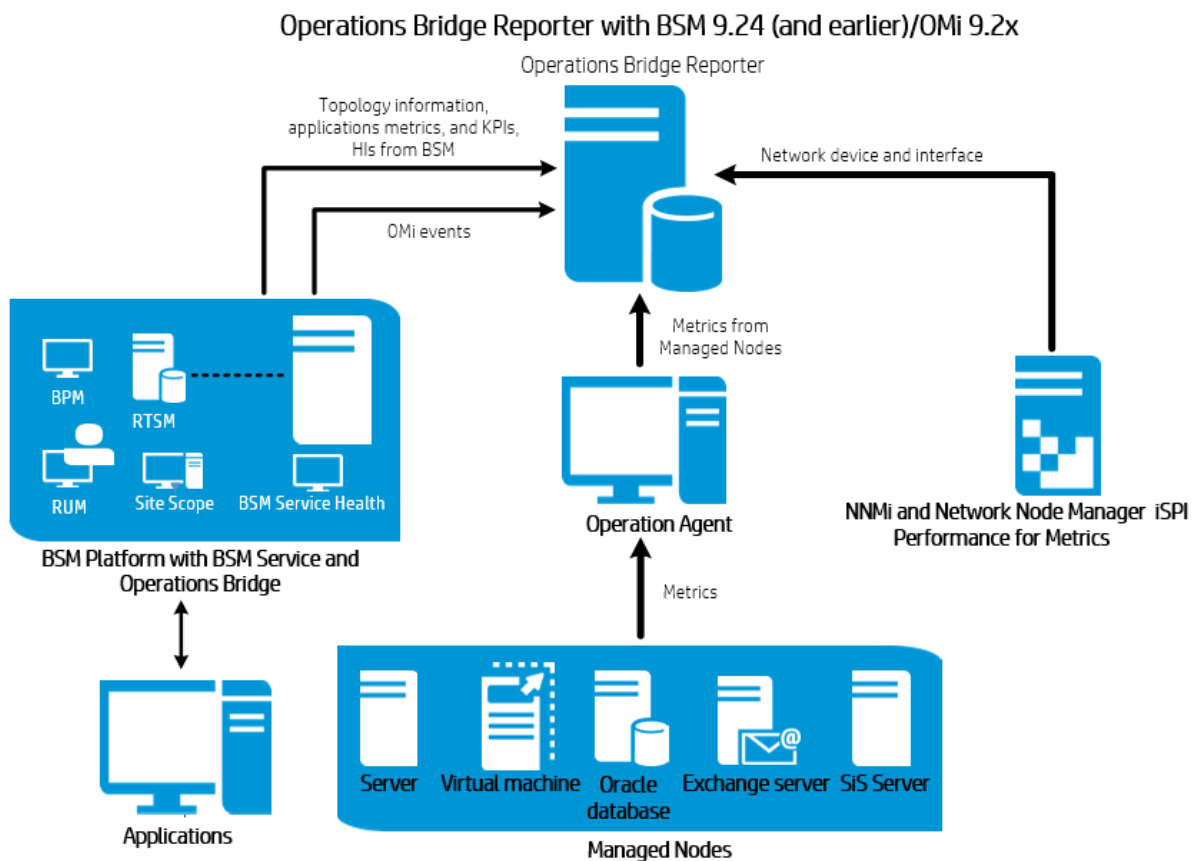 Operations Bridge Reporter with BSM 9.24 (and earlier)/OMi 9.2x
Operations Bridge Reporter
Topology information,
applications metrics, and KPIs,
HIs from BSM
Network device and interface
OMi events
Metrics from
Managed Nodes
BPM
RTSM
RUM
Site Scope
BSM Service Health
BSM Platform with BSM Service and
Operations Bridge
Operation Agent
NNMi and Network Node Manager iSPI
Performance for Metrics
Metrics
Applications
Server
Virtual machine
Oracle
database
@
Exchange server
SiS Server
Managed Nodes